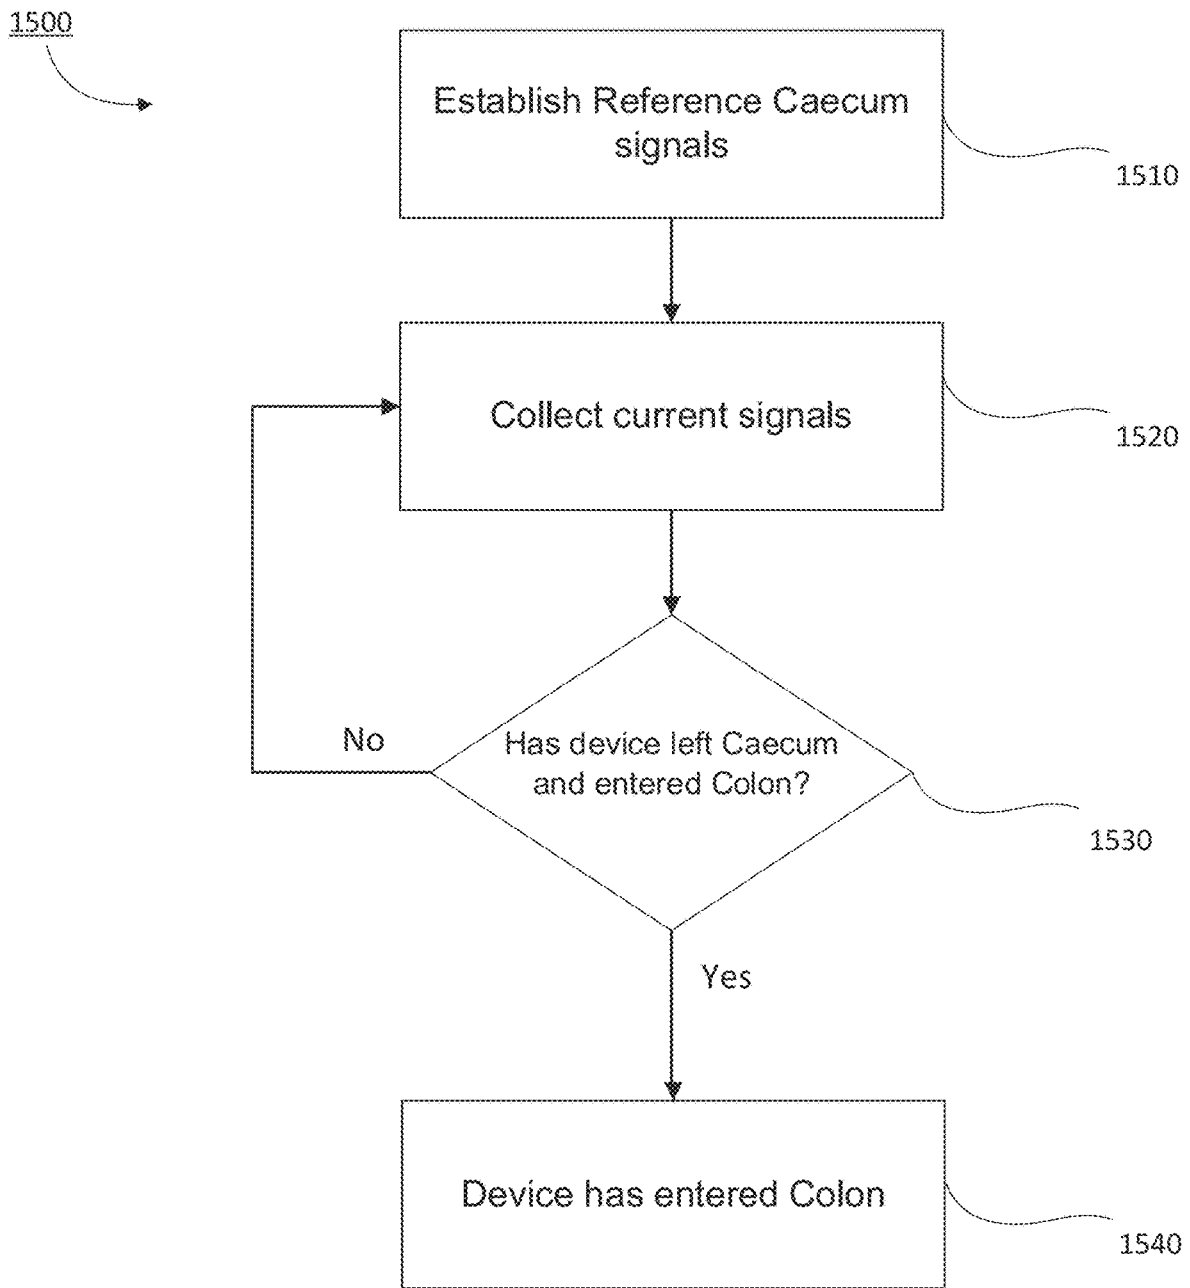 1500
Establish Reference Caecum
signals
1510
Collect current signals
1520
No
Has device left Caecum
and entered Colon?
1530
Yes
Device has entered Colon
1540